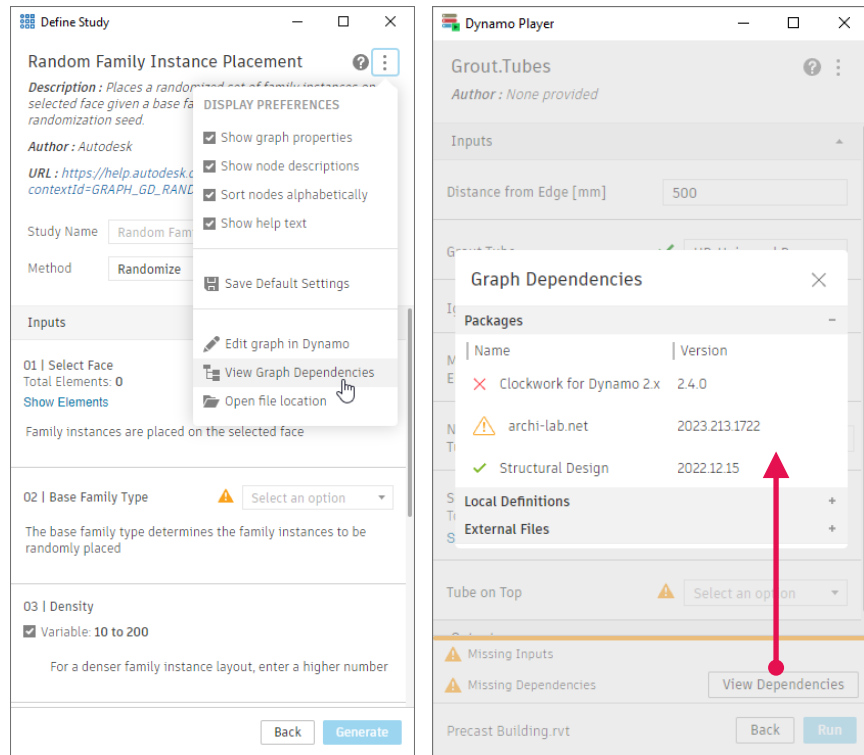 Define Study
Random Family Instance Placement
Description : Places a randomized set of family instances on
selected face given a base fa
randomization seed.
Author : Autodesk
URL : https://help.autodesk.c
contextId=GRAPH_GD_RAND
Study Name Random Fam
Method Randomize
DISPLAY PREFERENCES
Show graph properties
Show node descriptions
Sort nodes alphabetically
Show help text
Save Default Settings
Edit graph in Dynamo
View Graph Dependencies
Open file location
Inputs
01 | Select Face
Total Elements: 0
Show Elements
Family instances are placed on the selected face
02 | Base Family Type Select an option
The base family type determines the family instances to be
randomly placed
03 | Density
Variable: 10 to 200
For a denser family instance layout, enter a higher number
Back Generate
Dynamo Player
Grout.Tubes
Author : None provided
Inputs
Distance from Edge [mm] 500
Graph Dependencies
Packages
Name Version
Clockwork for Dynamo 2.x 2.4.0
archi-lab.net 2023.213.1722
Structural Design 2022.12.15
Local Definitions
External Files
Tube on Top Select an option
Missing Inputs
Missing Dependencies View Dependencies
Precast Building.rvt Back Run